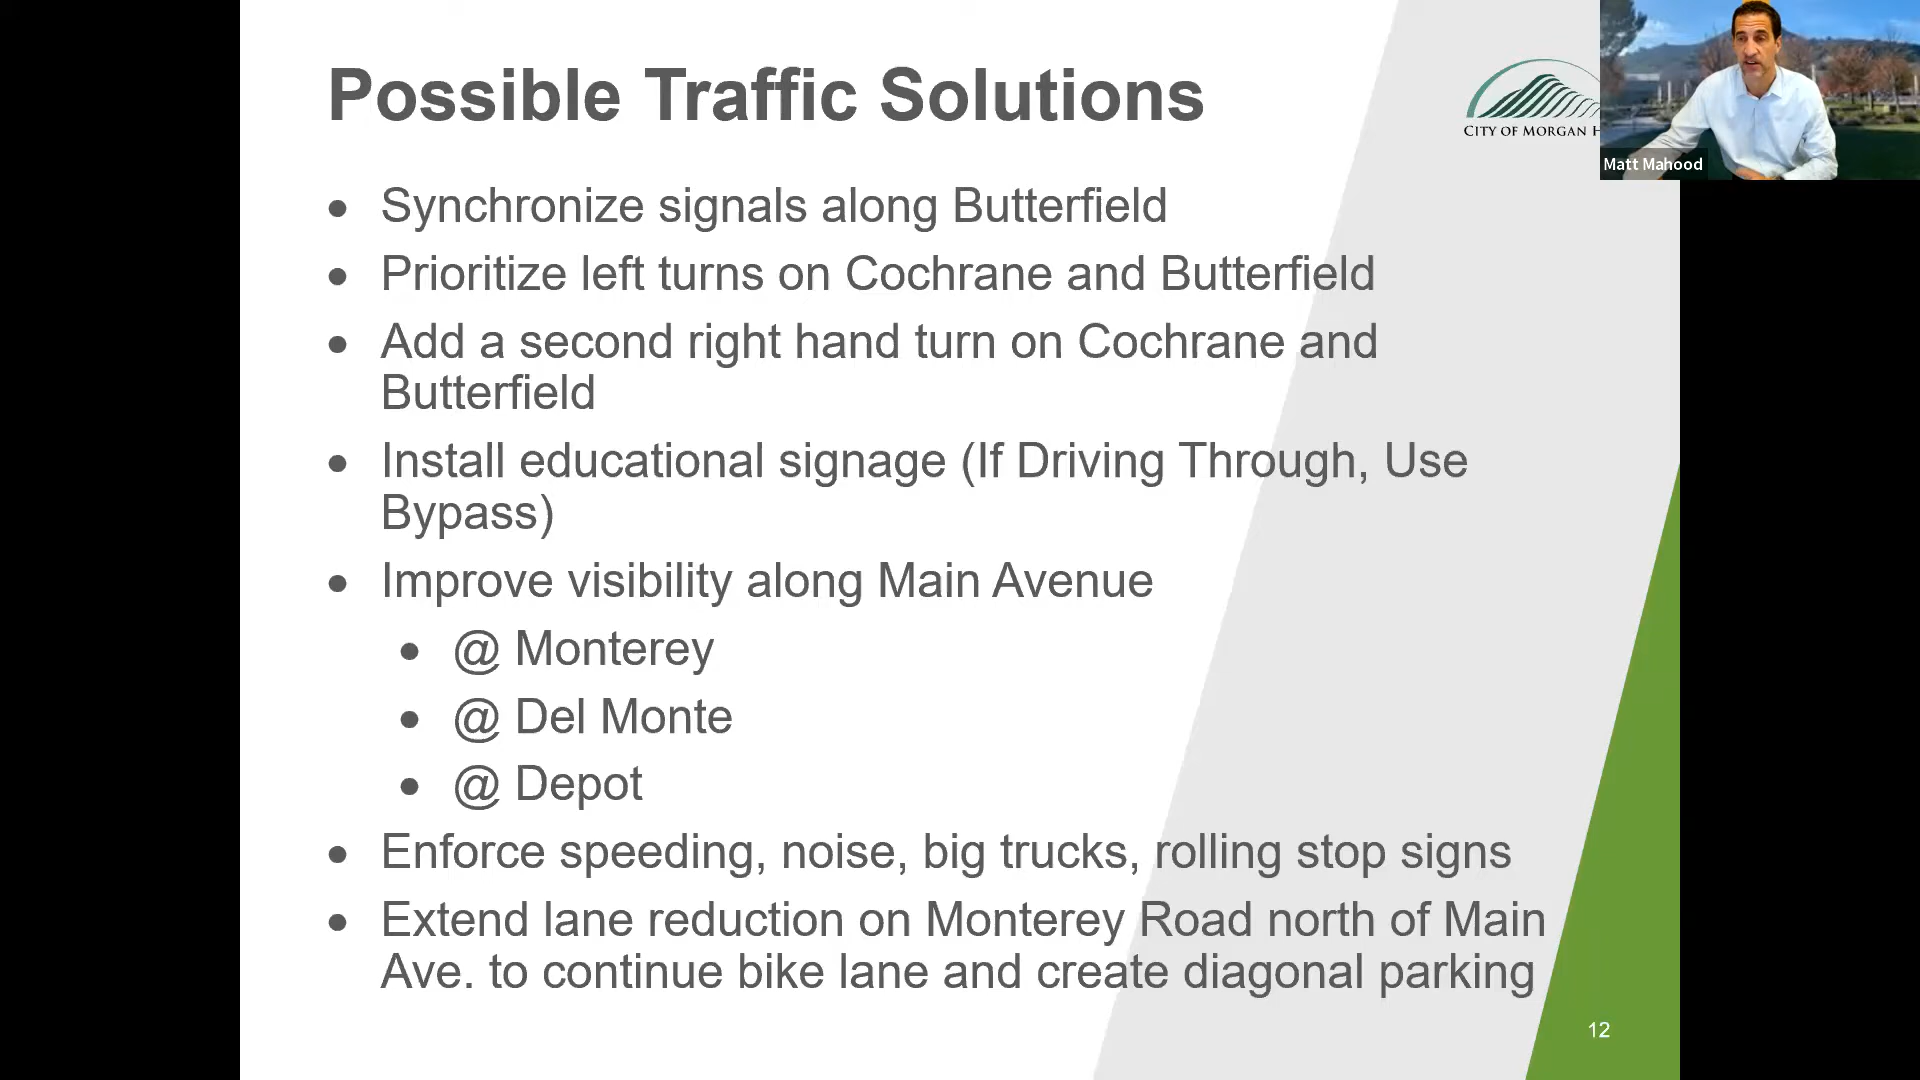 Possible Traffic Solutions
CITY OF MORGAN H
Matt Mahood
• Synchronize signals along Butterfield
• Prioritize left turns on Cochrane and Butterfield
• Add a second right hand turn on Cochrane and
Butterfield
• Install educational signage (If Driving Through, Use
Bypass)
• Improve visibility along Main Avenue
• @ Monterey
• @ Del Monte
• @ Depot
• Enforce speeding, noise, big trucks, rolling stop signs
• Extend lane reduction on Monterey Road north of Main
Ave. to continue bike lane and create diagonal parking
12